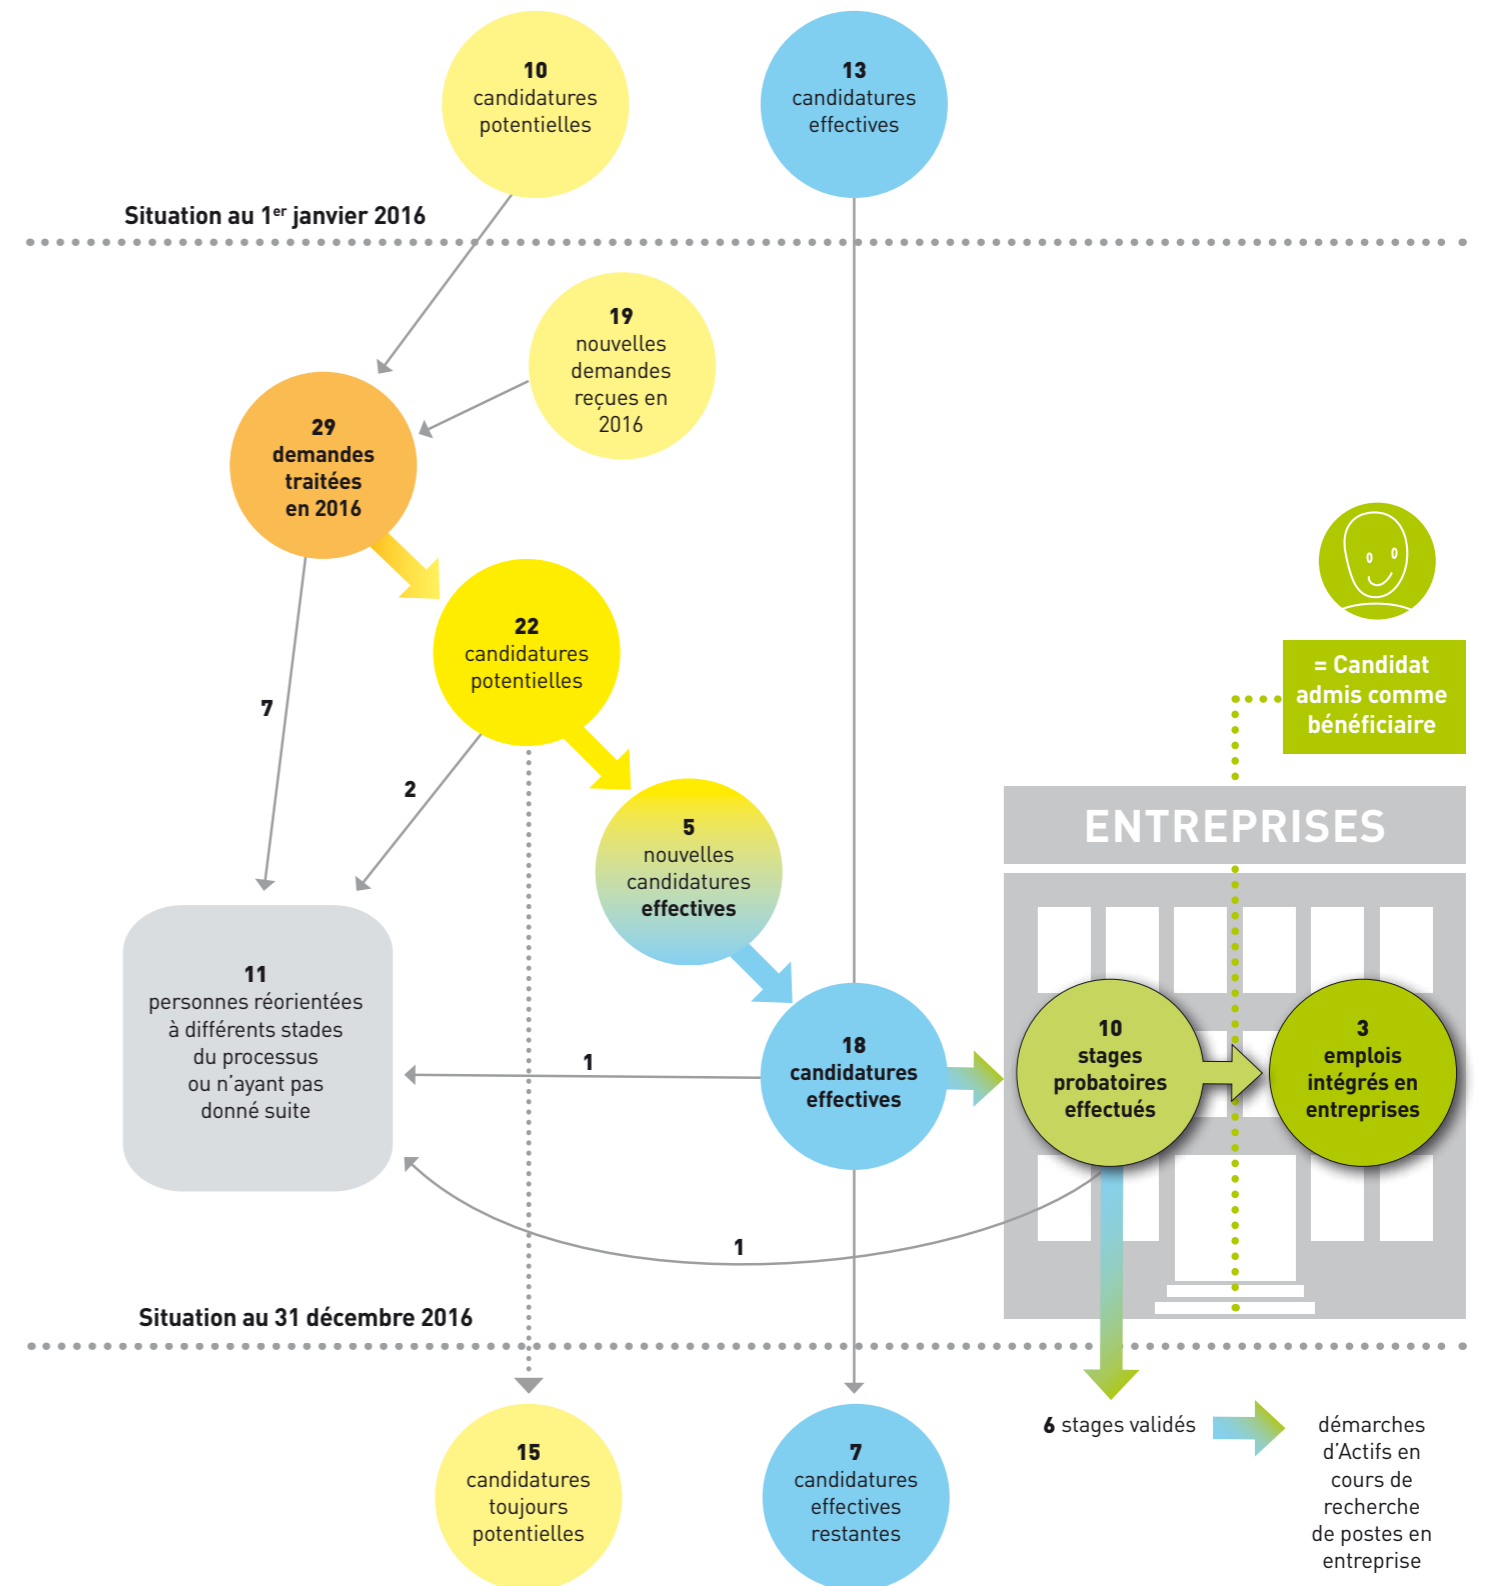 10
candidatures
potentielles
13
candidatures
effectives
Situation au 1er janvier 2016
19
nouvelles
demandes
reçues en
2016
29
demandes
traitées
en 2016
22
candidatures
potentielles
= Candidat
admis comme
bénéficiaire
7
2
ENTREPRISES
5
nouvelles
candidatures
effectives
11
personnes réorientées
à différents stades
du processus
ou n'ayant pas
donné suite
1
18
candidatures
effectives
10
stages
probatoires
effectués
3
emplois
intégrés en
entreprises
1
Situation au 31 décembre 2016
15
candidatures
toujours
potentielles
7
candidatures
effectives
restantes
6 stages validés
démarches
d'Actifs en
cours de
recherche
de postes en
entreprise